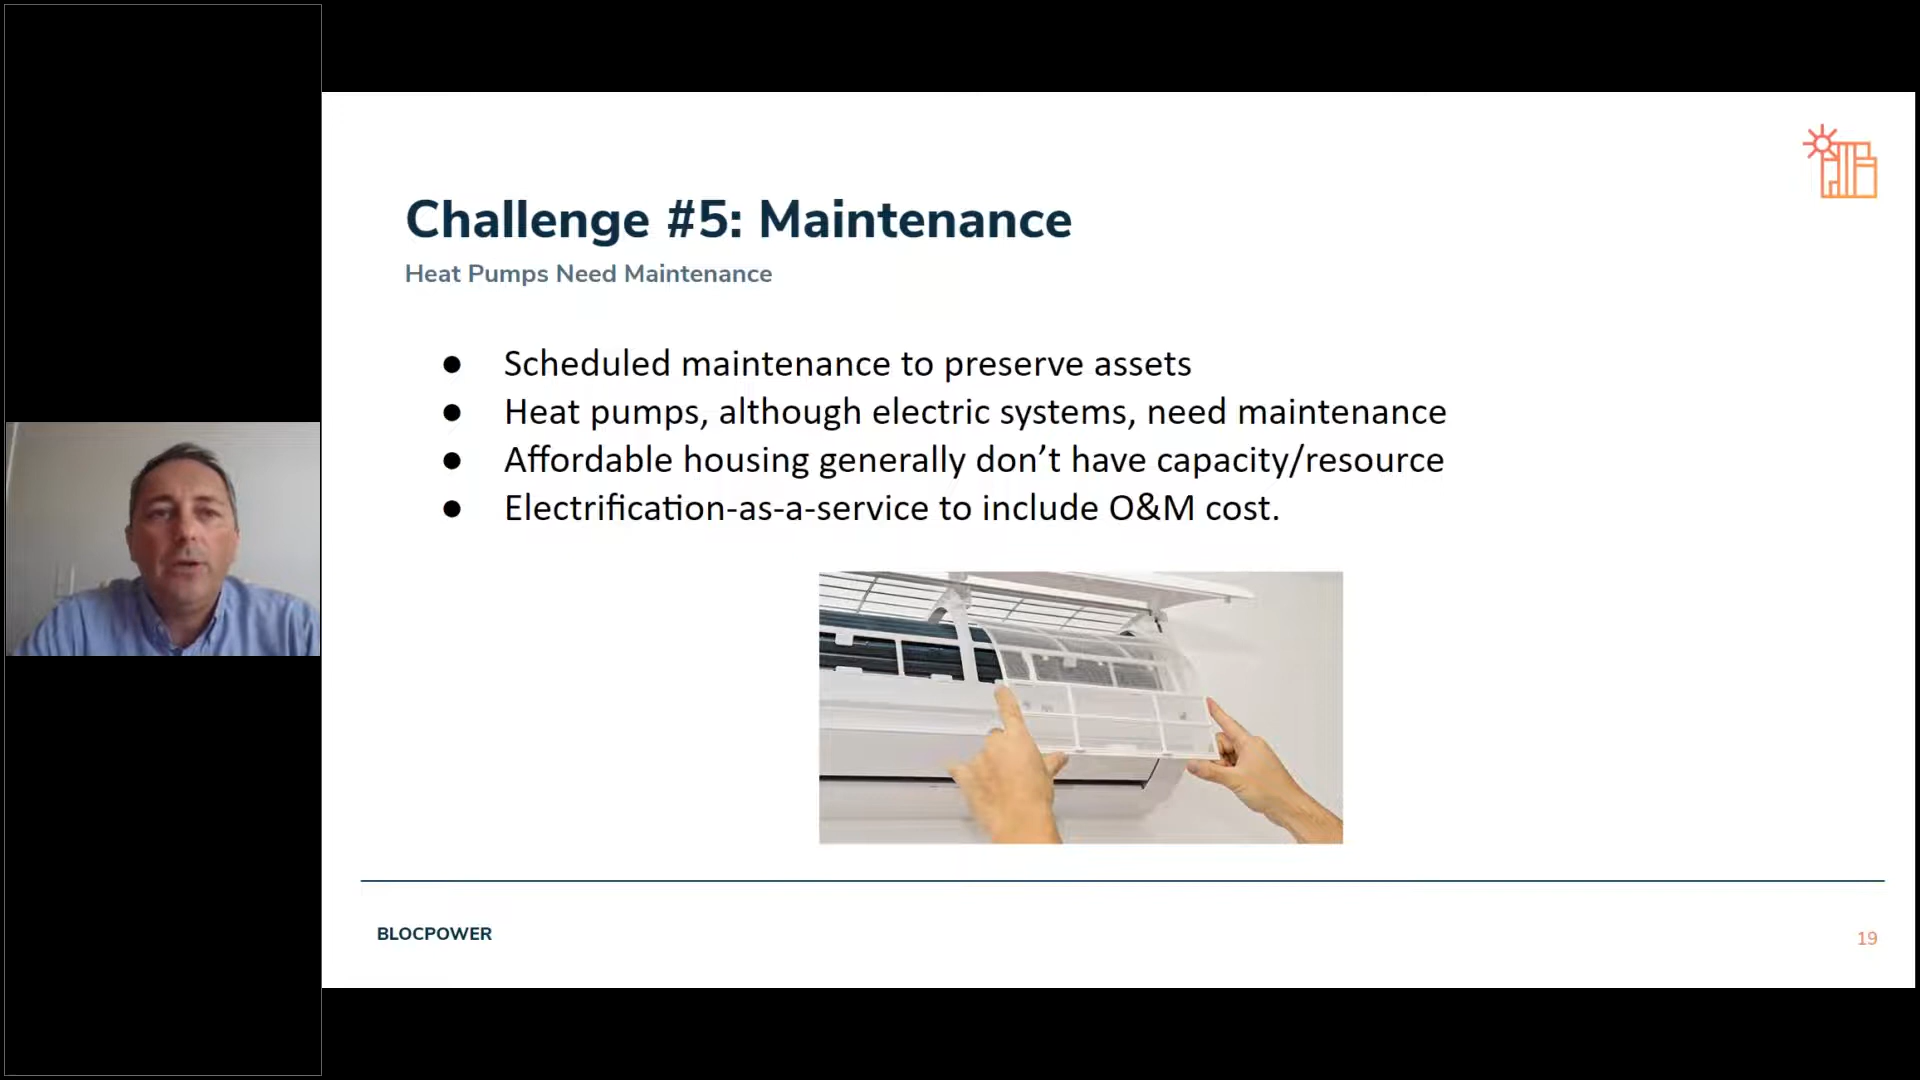 Challenge #5: Maintenance
Heat Pumps Need Maintenance
● Scheduled maintenance to preserve assets
● Heat pumps, although electric systems, need maintenance
● Affordable housing generally don’t have capacity/resource
● Electrification-as-a-service to include O&M cost.
BLOCPOWER
19